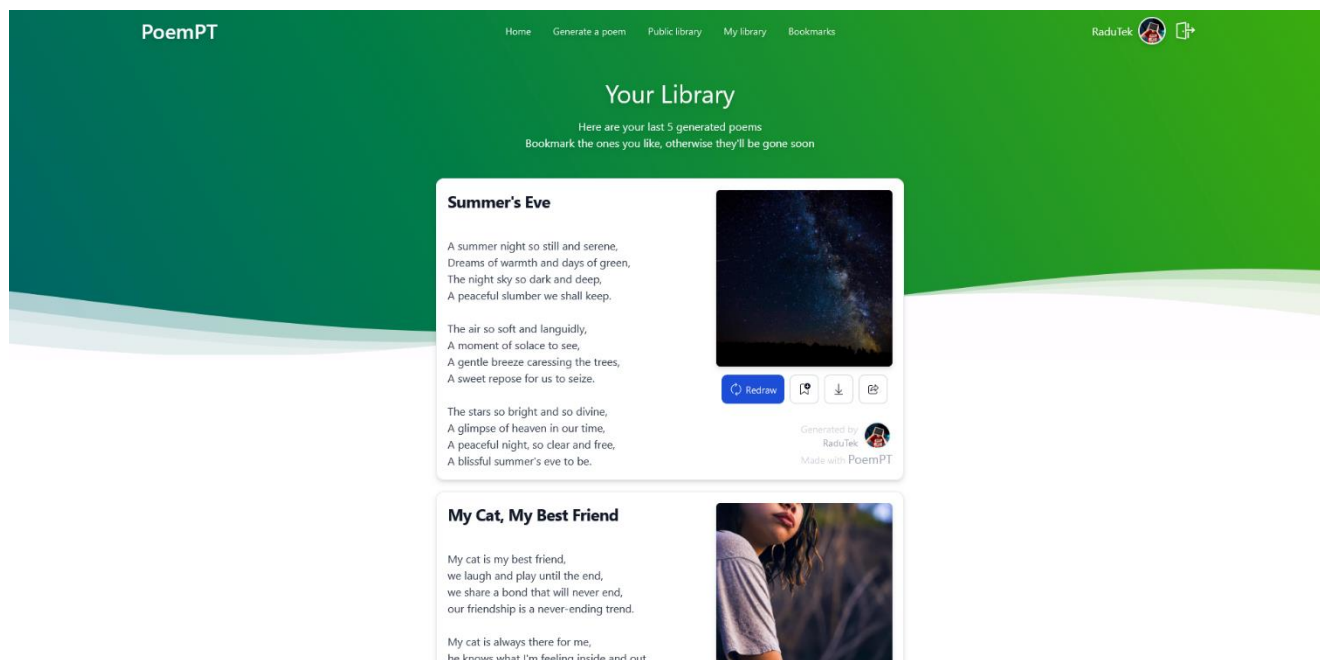 PoemPT
Home Generate a poem Public library My library Bookmarks
RaduTek
Your Library
Here are your last 5 generated poems
Bookmark the ones you like, otherwise they'll be gone soon
Summer's Eve
A summer night so still and serene,
Dreams of warmth and days of green,
The night sky so dark and deep,
A peaceful slumber we shall keep.
The air so soft and languidly,
A moment of solace to see,
A gentle breeze caressing the trees,
A sweet repose for us to seize.
The stars so bright and so divine,
A glimpse of heaven in our time,
A peaceful night, so clear and free,
A blissful summer's eve to be.
Redraw
Generated by
RaduTek
Made with PoemPT
My Cat, My Best Friend
My cat is my best friend,
we laugh and play until the end,
we share a bond that will never end,
our friendship is a never-ending trend.
My cat is always there for me,
he knows what I'm feeling inside and out